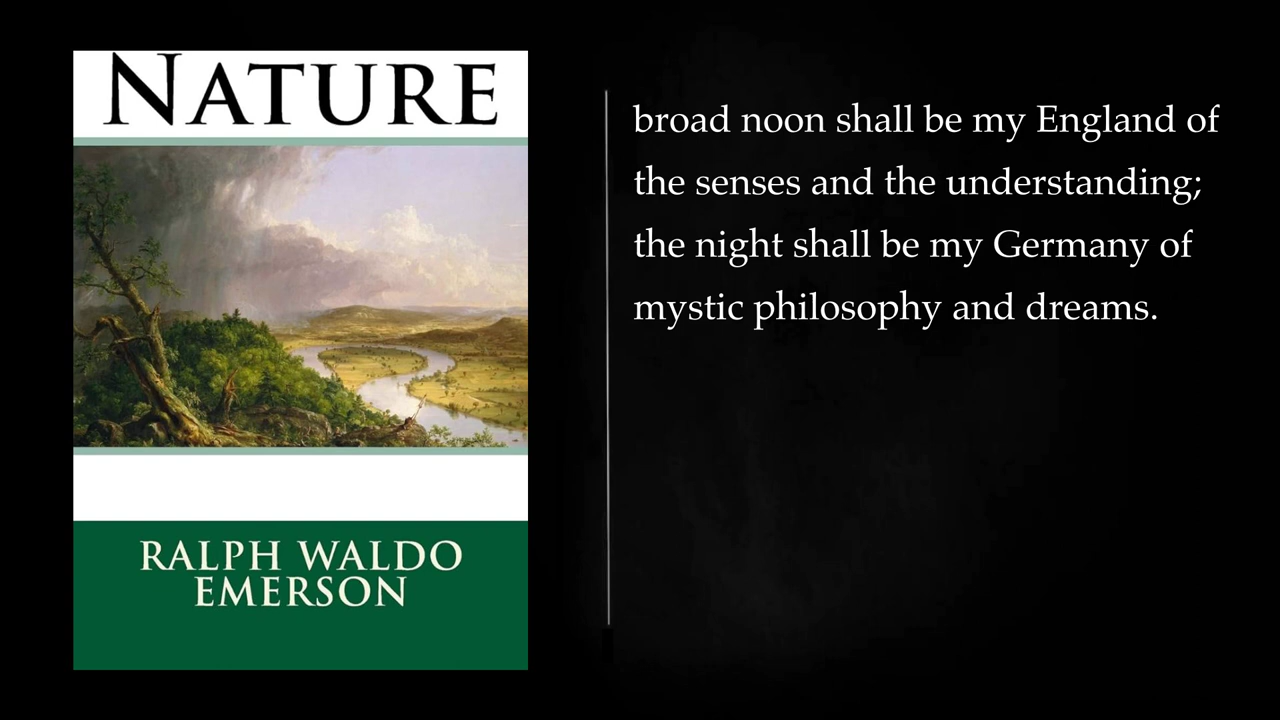 NATURE
RALPH WALDO
EMERSON
broad noon shall be my England of
the senses and the understanding;
the night shall be my Germany of
mystic philosophy and dreams.